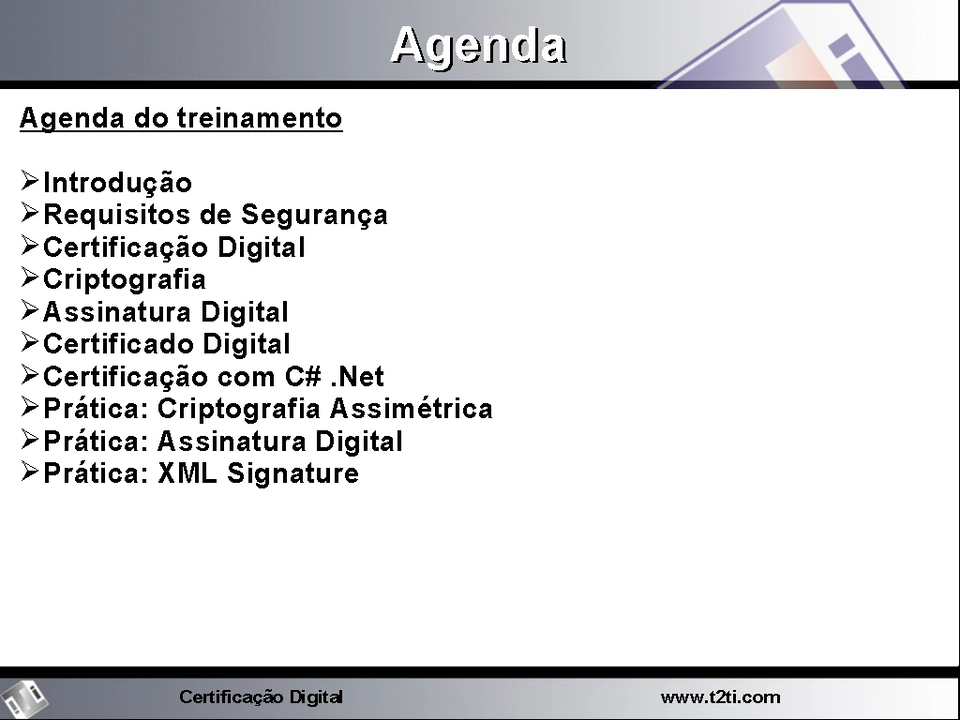 Agenda
Agenda do treinamento
Introdução
Requisitos de Segurança
Certificação Digital
Criptografia
Assinatura Digital
Certificado Digital
Certificação com C# .Net
Prática: Criptografia Assimétrica
Prática: Assinatura Digital
Prática: XML Signature
Certificação Digital
www.t2ti.com